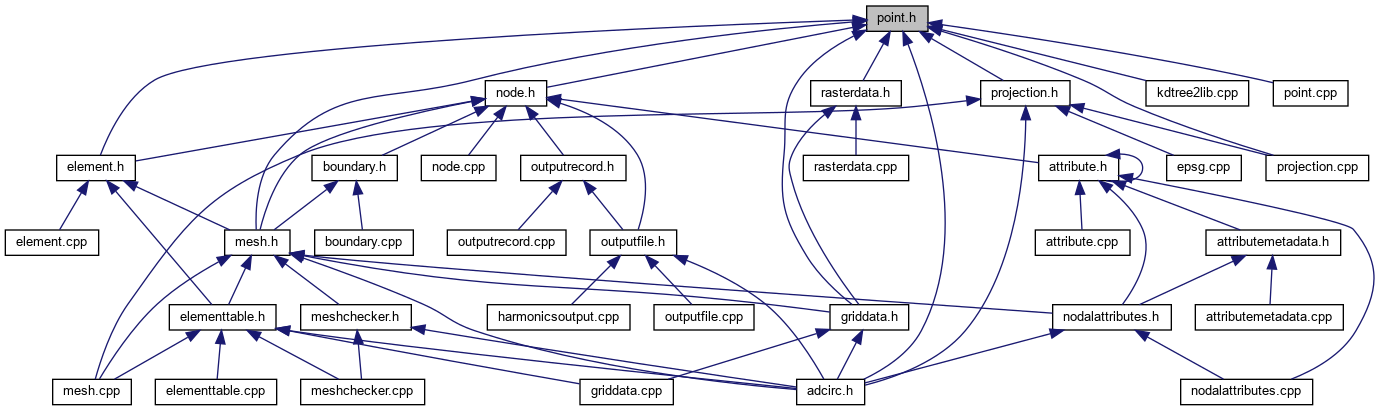 point.h
node.h
rasterdata.h
projection.h
kdtree2lib.cpp
point.cpp
element.h
boundary.h
node.cpp
outputrecord.h
rasterdata.cpp
attribute.h
epsg.cpp
projection.cpp
element.cpp
mesh.h
boundary.cpp
outputrecord.cpp
outputfile.h
attribute.cpp
attributemetadata.h
elementtable.h
meshchecker.h
harmonicsoutput.cpp
outputfile.cpp
griddata.h
nodalattributes.h
attributemetadata.cpp
mesh.cpp
elementtable.cpp
meshchecker.cpp
griddata.cpp
adcirc.h
nodalattributes.cpp